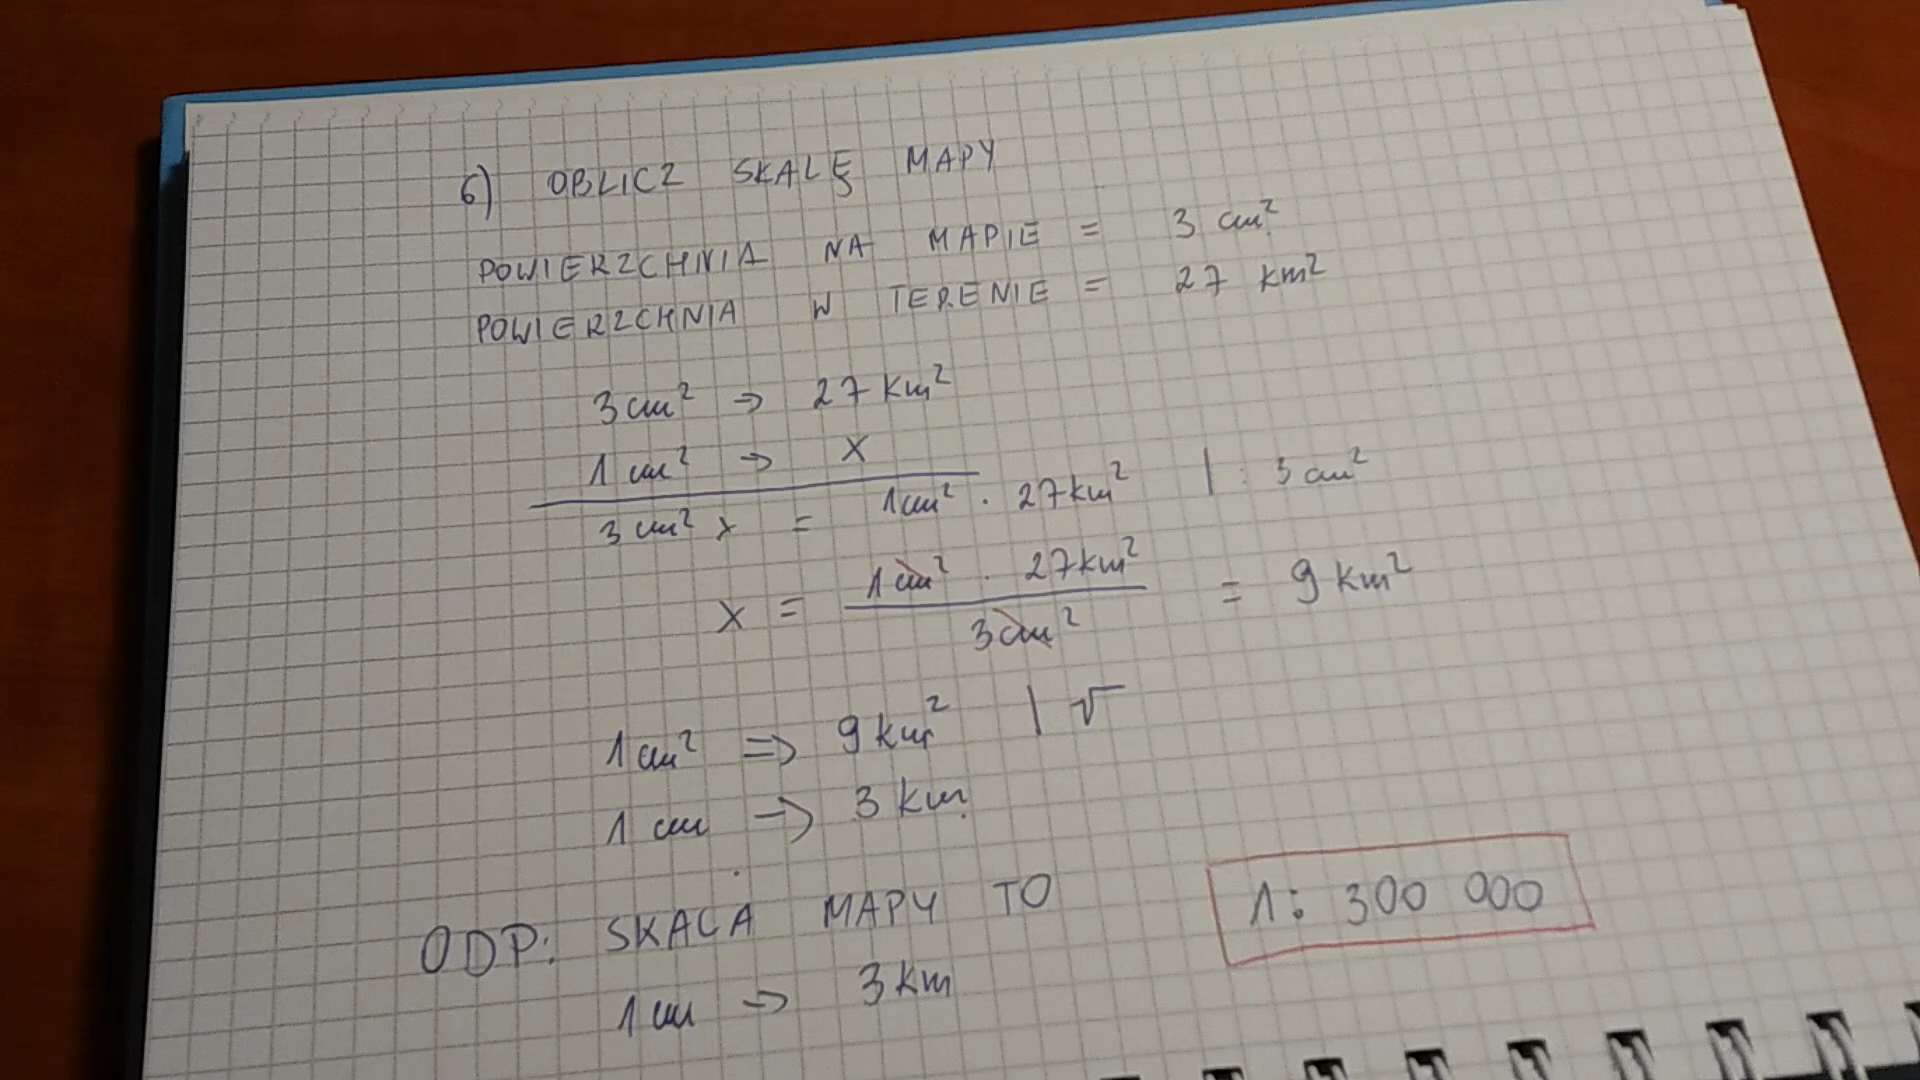 6) OBLICZ SKALĘ MAPY
POWIERZCHNIA NA MAPIE = 3 cm²
POWIERZCHNIA W TERENIE = 27 km²
3 cm² → 27 km²
1 cm² → x
3 cm² x = 1 cm² · 27 km² | : 3 cm²
x = 1 cm² · 27 km² / 3 cm² = 9 km²
1 cm² ⇒ 9 km² | √
1 cm → 3 km
ODP: SKALA MAPY TO 1: 300 000
1 cm → 3 km